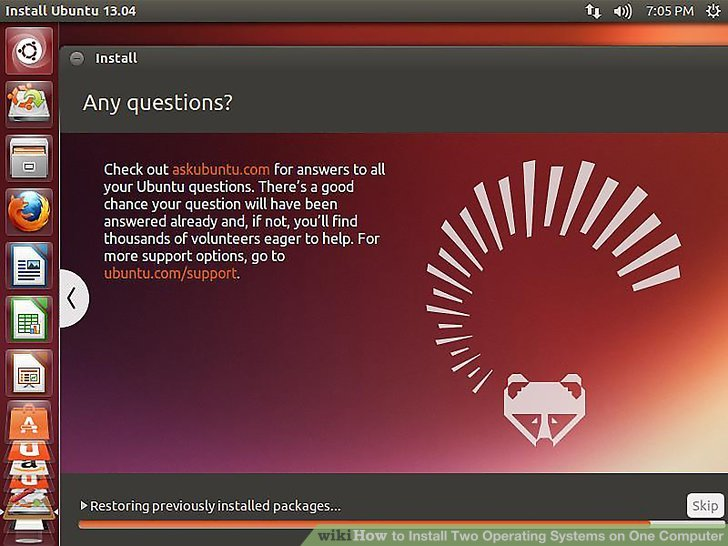 Install Ubuntu 13.04
7:05 PM
Install
Any questions?
Check out askubuntu.com for answers to all
your Ubuntu questions. There's a good
chance your question will have been
answered already and, if not, you'll find
thousands of volunteers eager to help. For
more support options, go to
ubuntu.com/support.
Restoring previously installed packages...
Skip
wikiHow to Install Two Operating Systems on One Computer